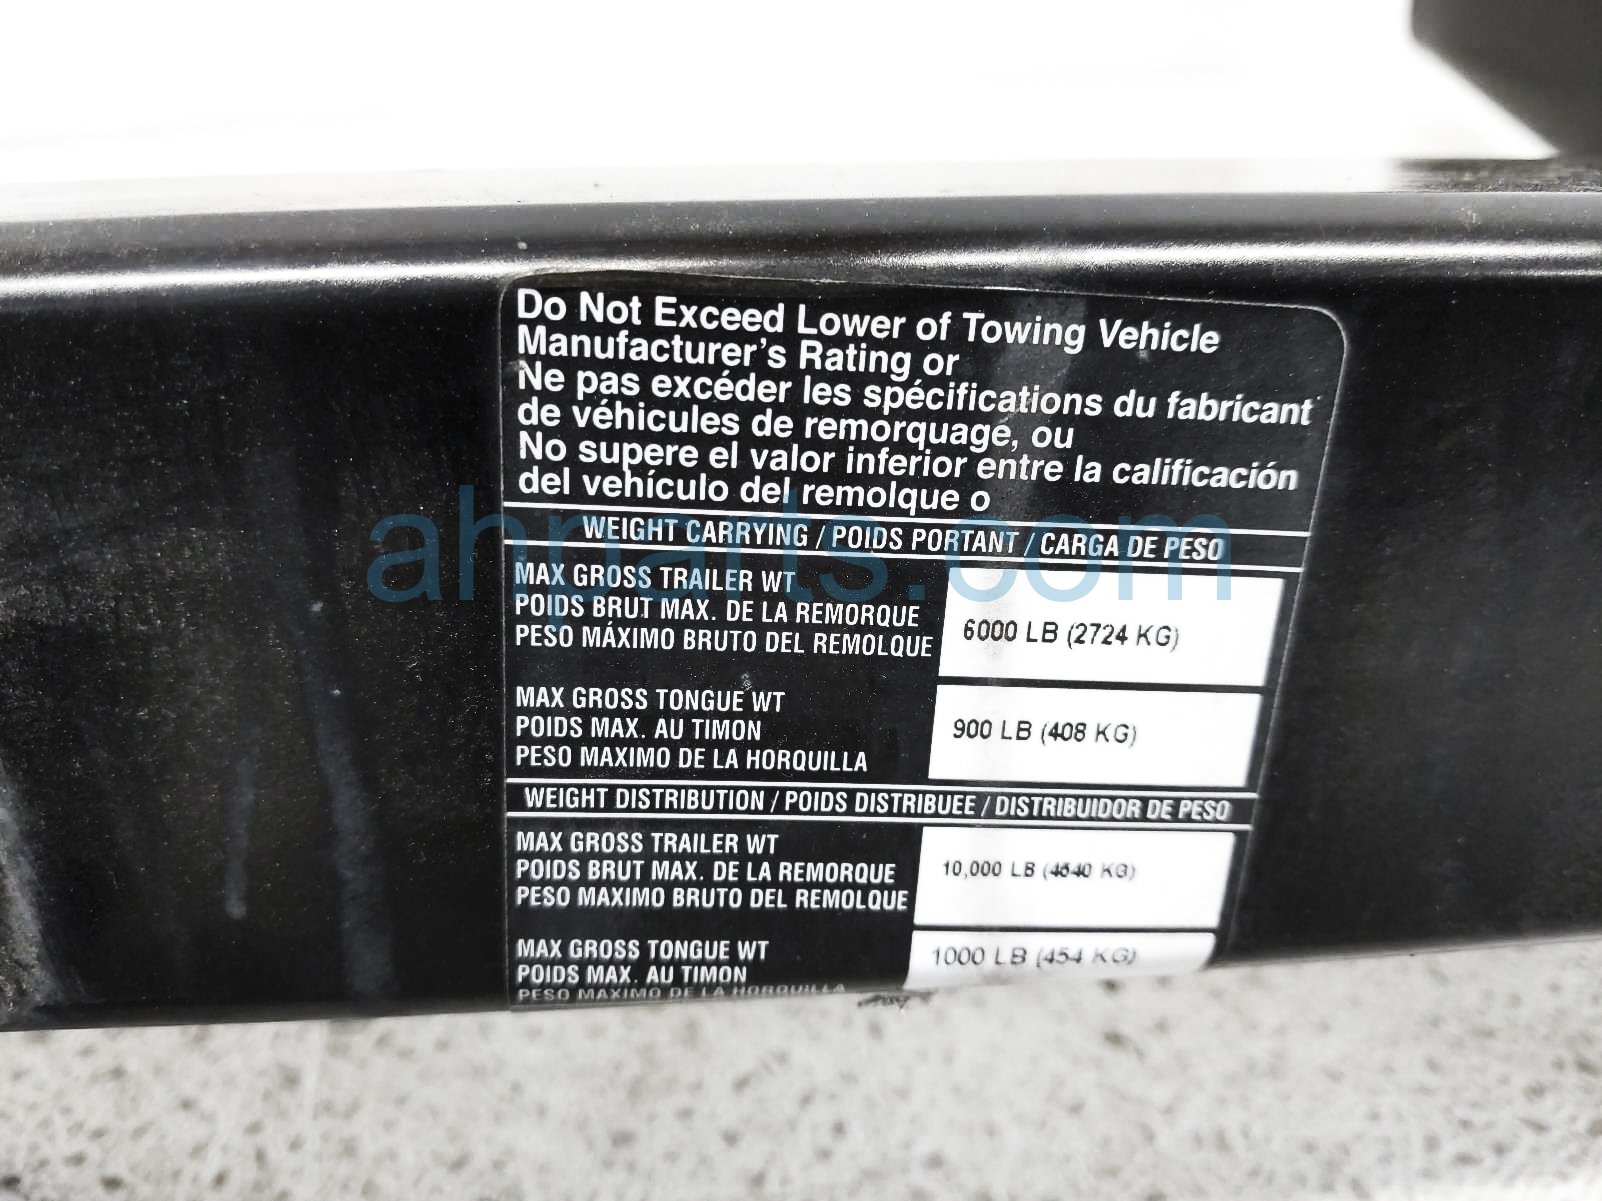 Do Not Exceed Lower of Towing Vehicle
Manufacturer's Rating or
Ne pas excéder les spécifications du fabricant
de véhicules de remorquage, ou
No supere el valor inferior entre la calificación
del vehículo del remolque o
WEIGHT CARRYING / POIDS PORTANT / CARGA DE PESO
MAX GROSS TRAILER WT
POIDS BRUT MAX. DE LA REMORQUE
PESO MÁXIMO BRUTO DEL REMOLQUE
6000 LB (2724 KG)
MAX GROSS TONGUE WT
POIDS MAX. AU TIMON
PESO MAXIMO DE LA HORQUILLA
900 LB (408 KG)
WEIGHT DISTRIBUTION / POIDS DISTRIBUEE / DISTRIBUIDOR DE PESO
MAX GROSS TRAILER WT
POIDS BRUT MAX. DE LA REMORQUE
PESO MAXIMO BRUTO DEL REMOLQUE
10,000 LB (4540 KG)
MAX GROSS TONGUE WT
POIDS MAX. AU TIMON
PESO MAXIMO DE LA HORQUILLA
1000 LB (454 KG)
ahparts.com